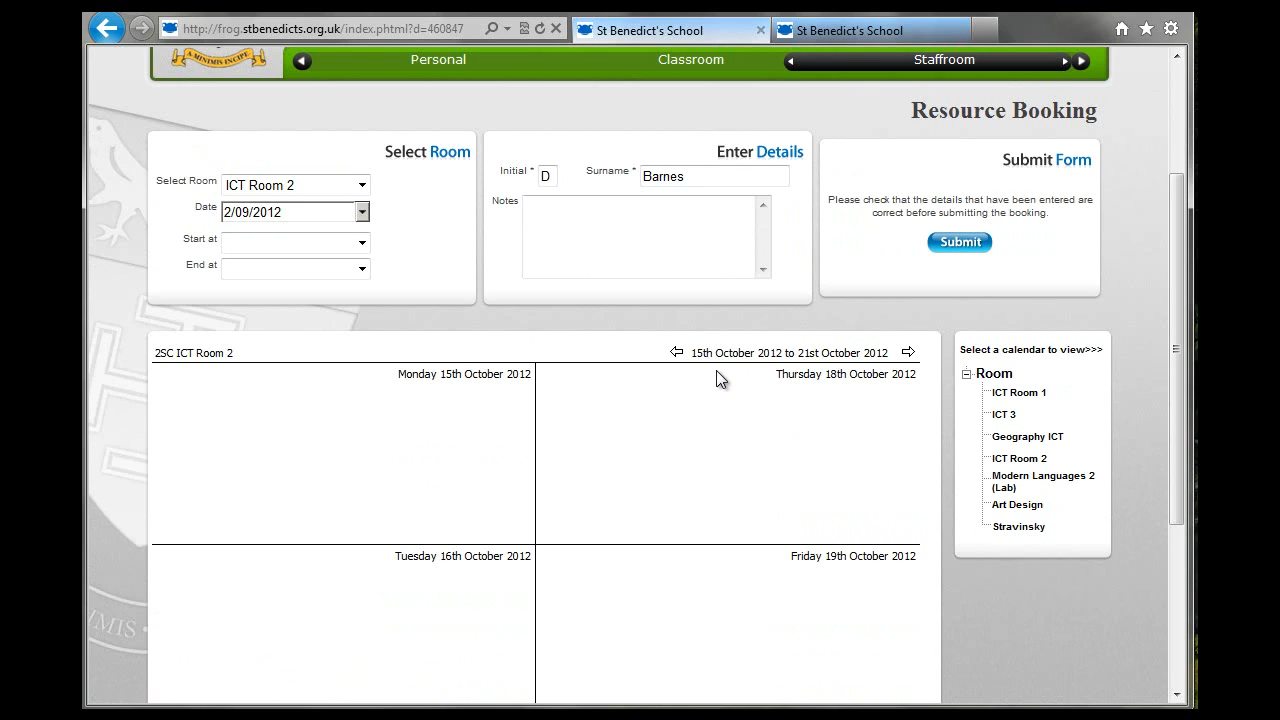 http://frog.stbenedicts.org.uk/index.phtml?d=460847
St Benedict's School
St Benedict's School
A MINIMIS INCIPE
Personal
Classroom
Staffroom
Resource Booking
Select Room
Select Room
ICT Room 2
Date
2/09/2012
Start at
End at
Enter Details
Initial *
D
Surname *
Barnes
Notes
Submit Form
Please check that the details that have been entered are
correct before submitting the booking.
Submit
2SC ICT Room 2
15th October 2012 to 21st October 2012
Monday 15th October 2012
Thursday 18th October 2012
Tuesday 16th October 2012
Friday 19th October 2012
Select a calendar to view>>>
Room
ICT Room 1
ICT 3
Geography ICT
ICT Room 2
Modern Languages 2
(Lab)
Art Design
Stravinsky